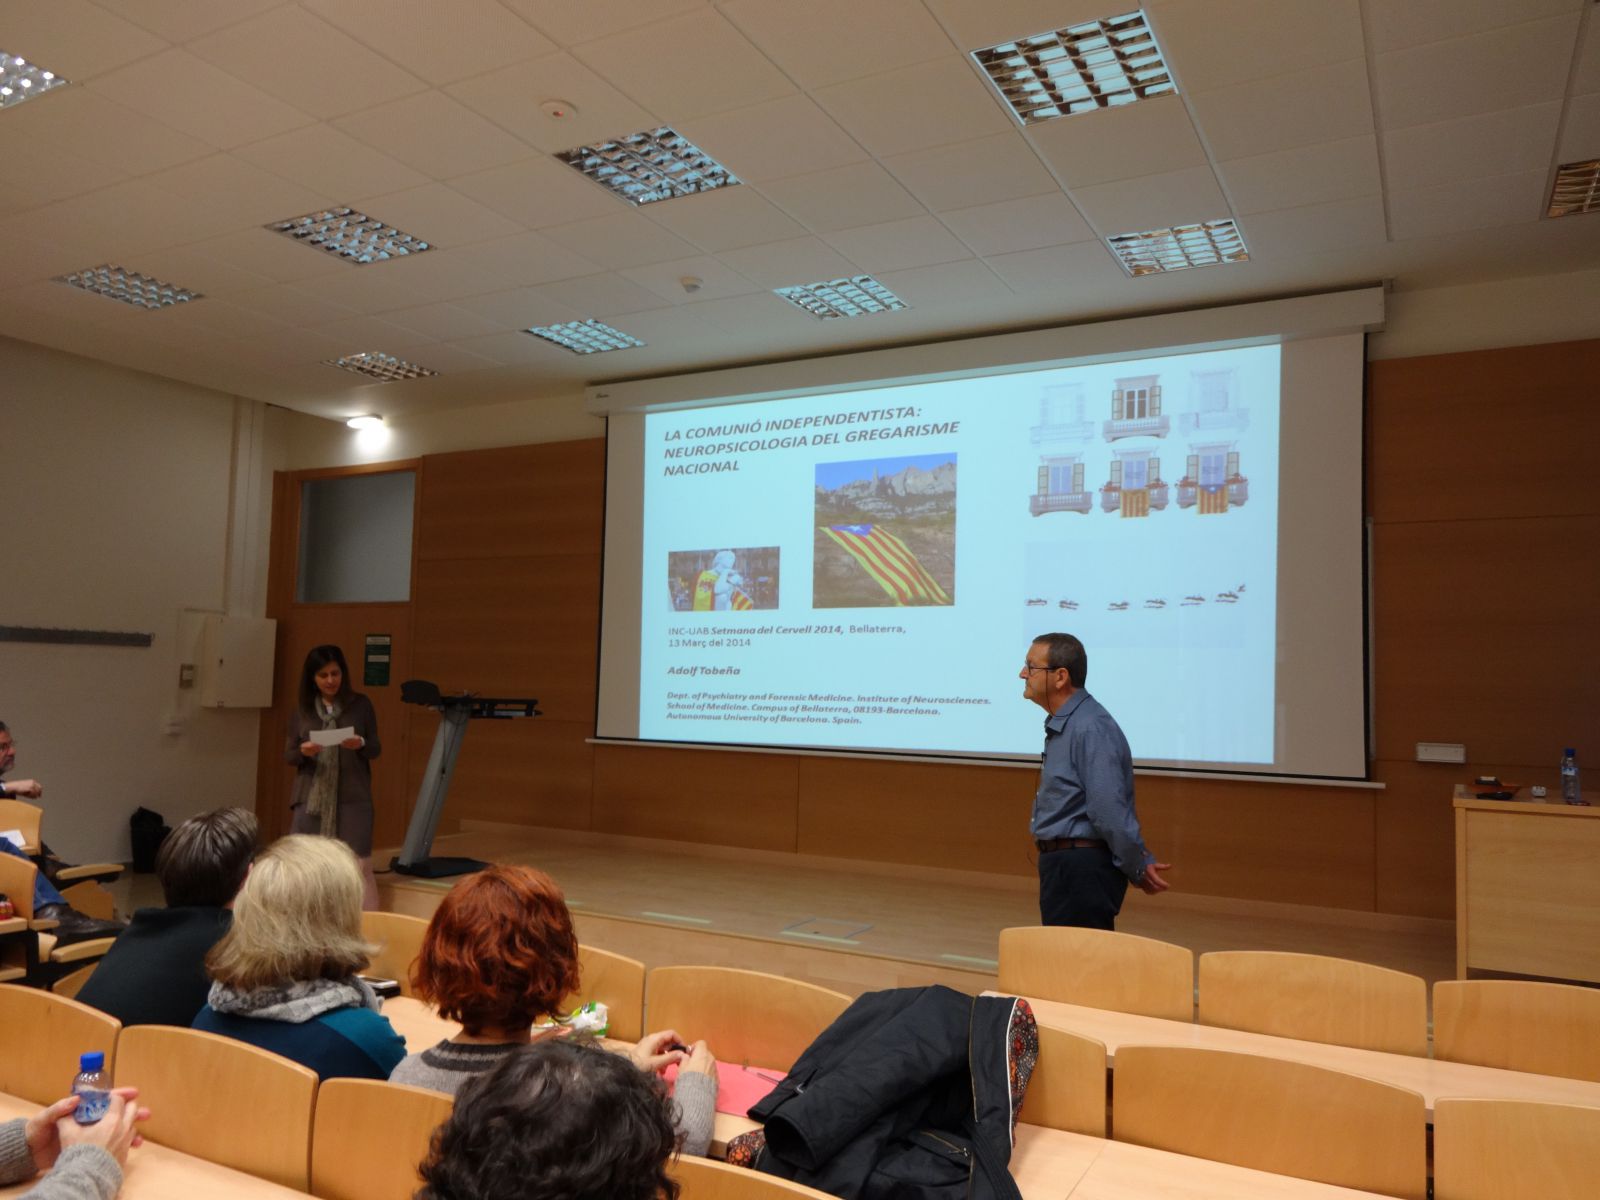 LA COMUNIÓ INDEPENDENTISTA:
NEUROPSICOLOGIA DEL GREGARISME
NACIONAL
INC-UAB Setmana del Cervell 2014, Bellaterra,
13 Març del 2014
Adolf Tobeña
Dept. of Psychiatry and Forensic Medicine. Institute of Neurosciences.
School of Medicine. Campus of Bellaterra, 08193-Barcelona.
Autonomous University of Barcelona. Spain.